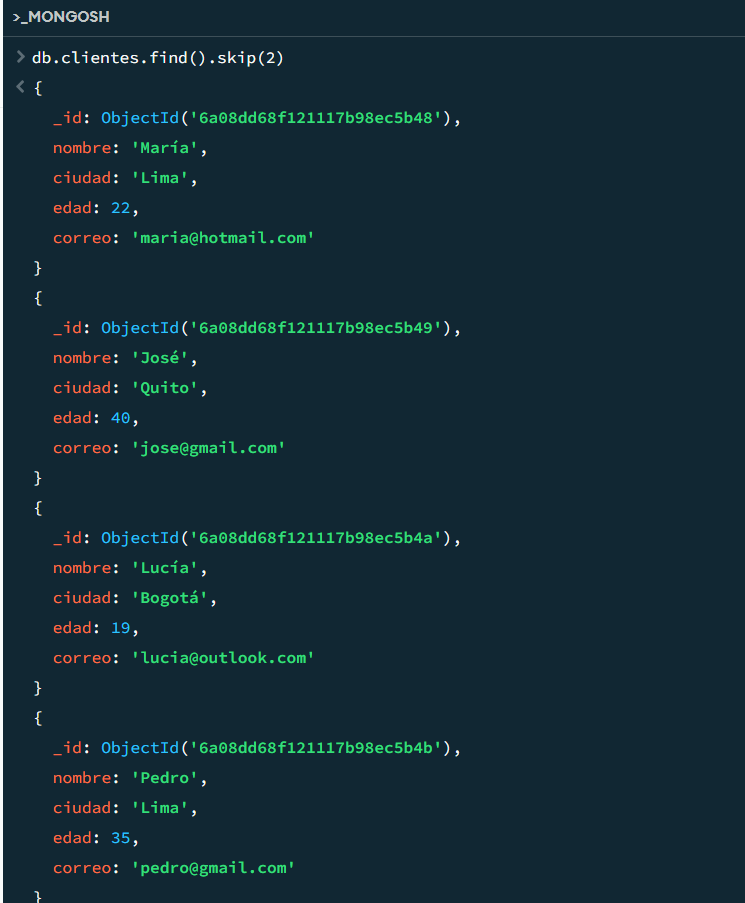 >_MONGOSH
> db.clientes.find().skip(2)
< {
_id: ObjectId('6a08dd68f121117b98ec5b48'),
nombre: 'María',
ciudad: 'Lima',
edad: 22,
correo: 'maria@hotmail.com'
}
{
_id: ObjectId('6a08dd68f121117b98ec5b49'),
nombre: 'José',
ciudad: 'Quito',
edad: 40,
correo: 'jose@gmail.com'
}
{
_id: ObjectId('6a08dd68f121117b98ec5b4a'),
nombre: 'Lucía',
ciudad: 'Bogotá',
edad: 19,
correo: 'lucia@outlook.com'
}
{
_id: ObjectId('6a08dd68f121117b98ec5b4b'),
nombre: 'Pedro',
ciudad: 'Lima',
edad: 35,
correo: 'pedro@gmail.com'
}